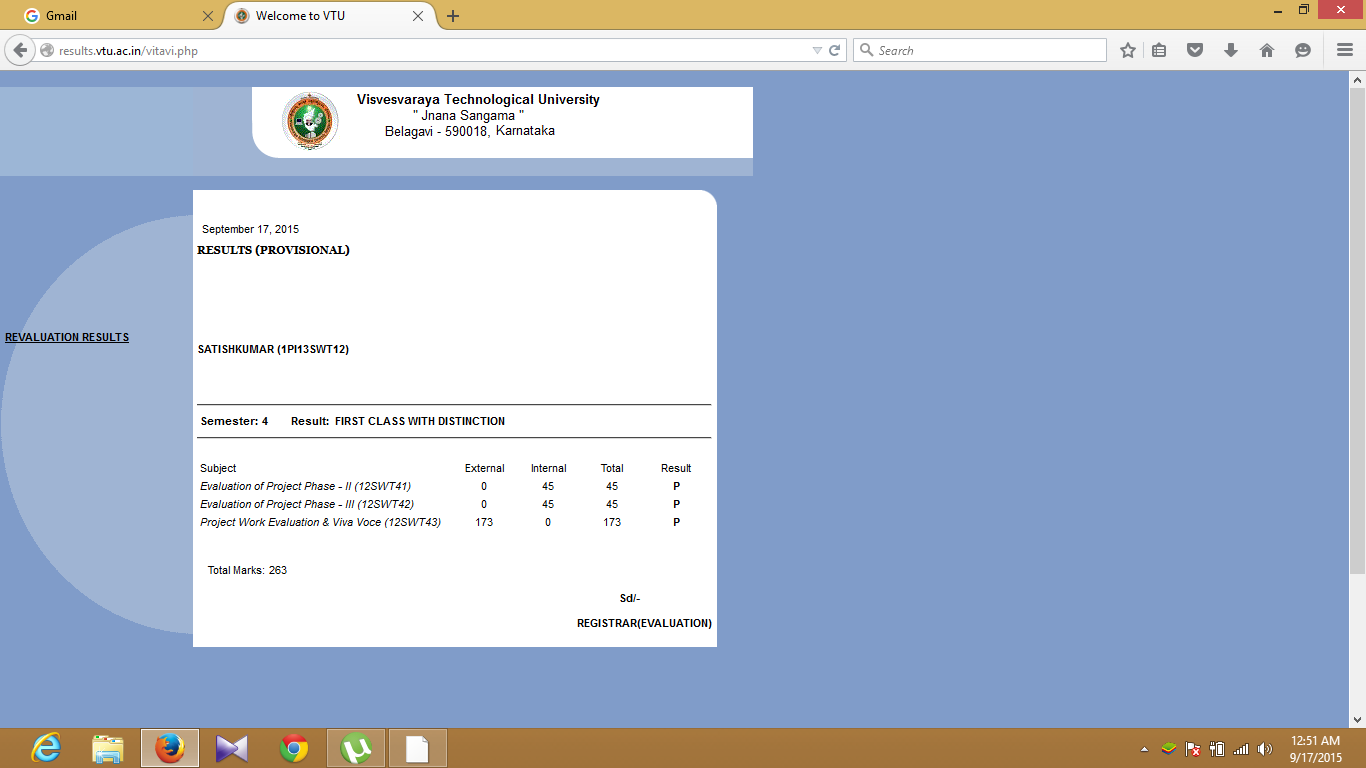 Gmail
Welcome to VTU
results.vtu.ac.in/vitavi.php
Search
Visvesvaraya Technological University
" Jnana Sangama "
Belagavi - 590018, Karnataka
September 17, 2015
RESULTS (PROVISIONAL)
REVALUATION RESULTS
SATISHKUMAR (1PI13SWT12)
Semester: 4 Result: FIRST CLASS WITH DISTINCTION
Subject External Internal Total Result
Evaluation of Project Phase - II (12SWT41) 0 45 45 P
Evaluation of Project Phase - III (12SWT42) 0 45 45 P
Project Work Evaluation & Viva Voce (12SWT43) 173 0 173 P
Total Marks: 263
Sd/-
REGISTRAR(EVALUATION)
12:51 AM
9/17/2015